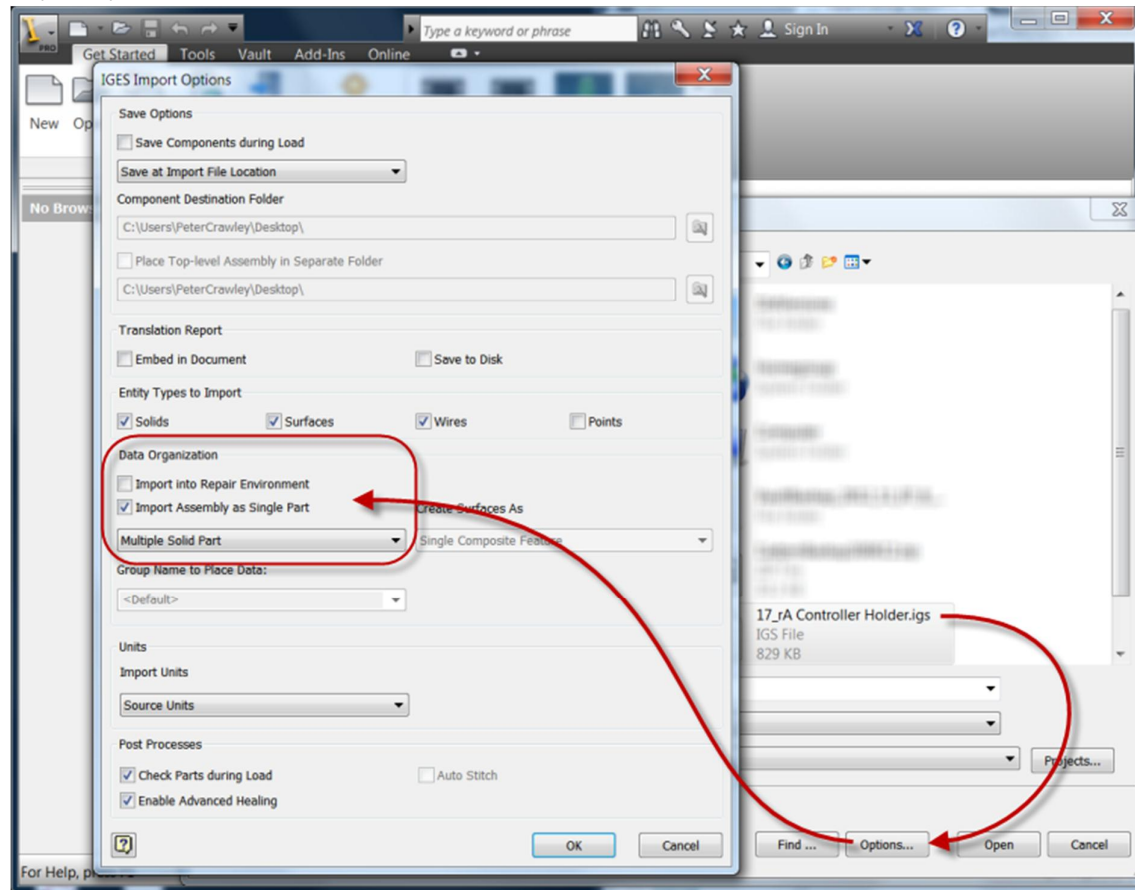 Type a keyword or phrase
Sign In
PRO
Get Started Tools Vault Add-Ins Online
New Op
No Brow
IGES Import Options
Save Options
Save Components during Load
Save at Import File Location
Component Destination Folder
C:\Users\PeterCrawley\Desktop\
Place Top-level Assembly in Separate Folder
C:\Users\PeterCrawley\Desktop\
Translation Report
Embed in Document Save to Disk
Entity Types to Import
Solids Surfaces Wires Points
Data Organization
Import into Repair Environment
Import Assembly as Single Part Create Surfaces As
Multiple Solid Part Single Composite Feature
Group Name to Place Data:
<Default>
Units
Import Units
Source Units
Post Processes
Check Parts during Load Auto Stitch
Enable Advanced Healing
OK Cancel
17_rA Controller Holder.igs
IGS File
829 KB
Projects...
Find ... Options... Open Cancel
For Help, p